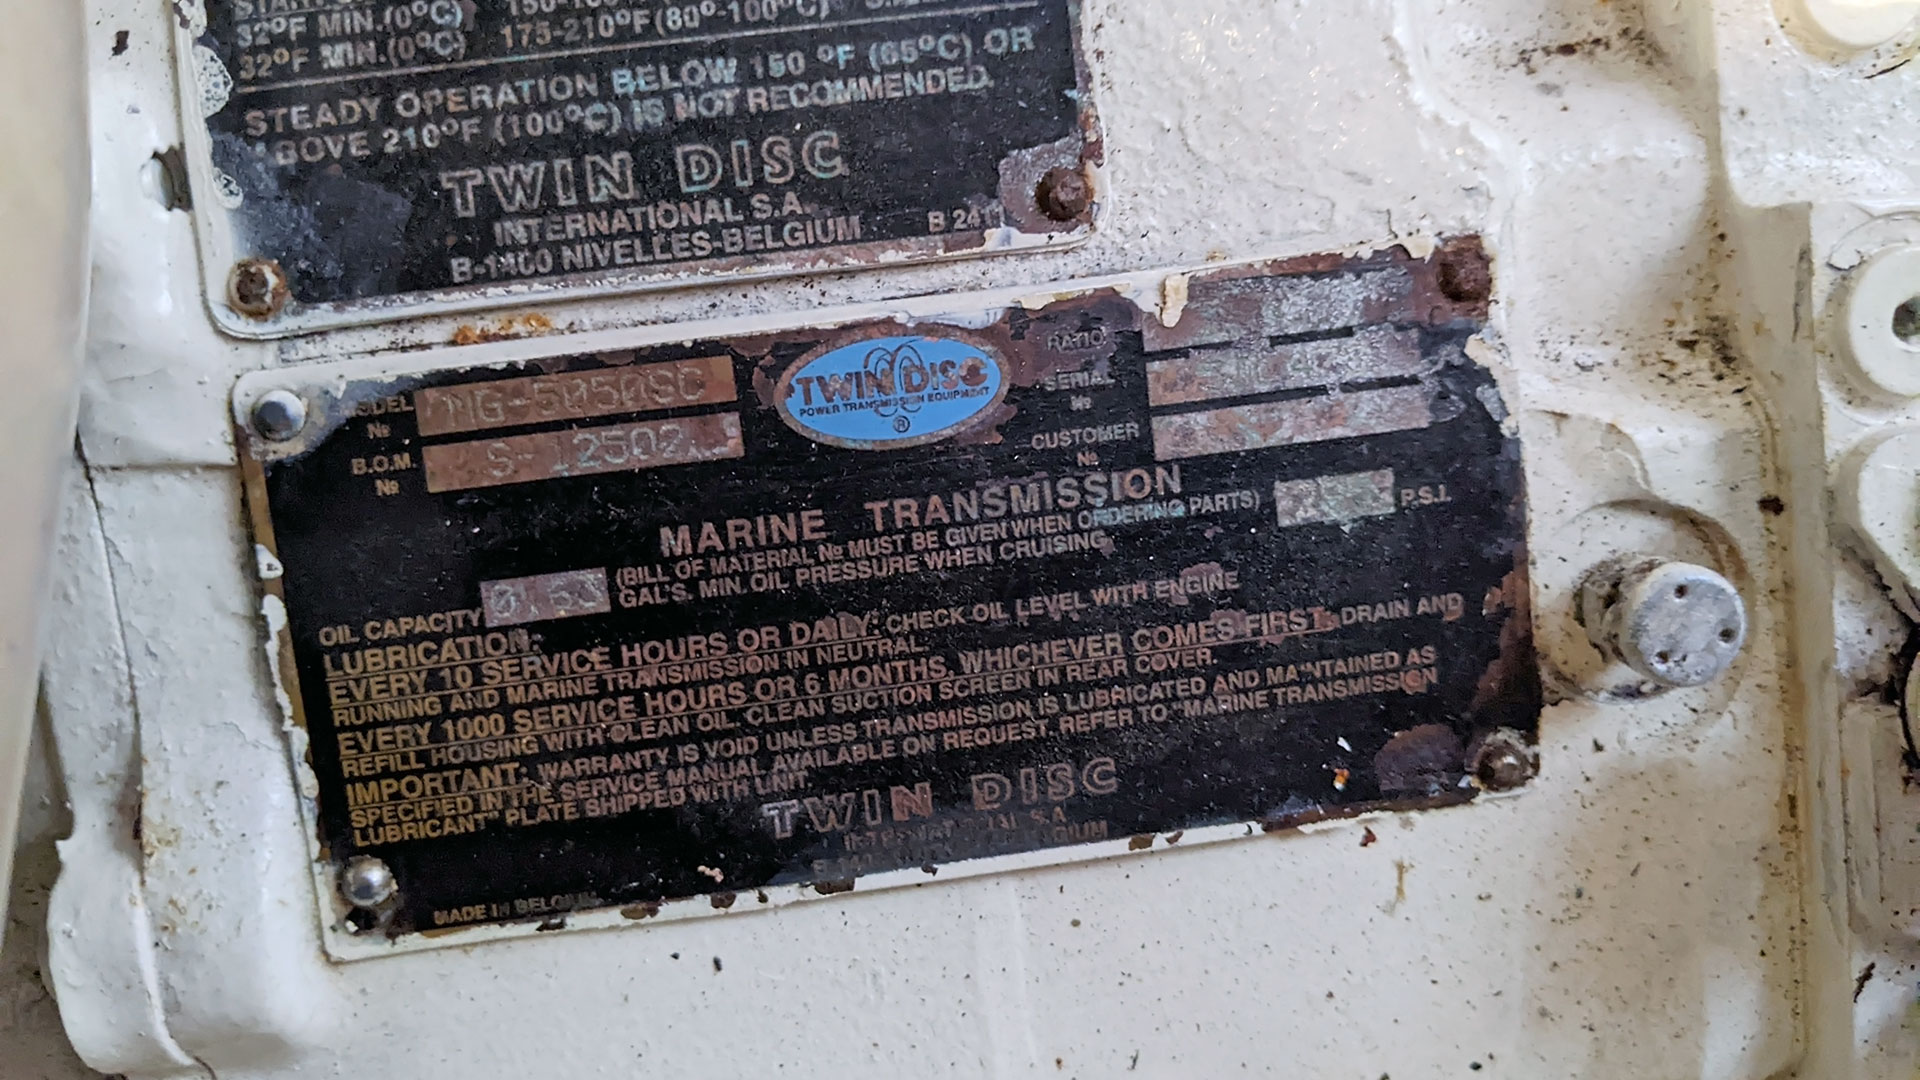 32°F MIN.(0°C)
32°F MIN.(0°C) 175-210°F (80°-100°C)
STEADY OPERATION BELOW 150 °F (65°C) OR
ABOVE 210°F (100°C) IS NOT RECOMMENDED.
TWIN DISC
INTERNATIONAL S.A.
B-1400 NIVELLES-BELGIUM B 2411
MODEL No MG-5050SC
B.O.M. No
TWIN DISC
POWER TRANSMISSION EQUIPMENT
®
RATIO
SERIAL No
CUSTOMER No
MARINE TRANSMISSION
(BILL OF MATERIAL No MUST BE GIVEN WHEN ORDERING PARTS)
OIL CAPACITY GAL'S. MIN. OIL PRESSURE WHEN CRUISING P.S.I.
LUBRICATION:
EVERY 10 SERVICE HOURS OR DAILY: CHECK OIL LEVEL WITH ENGINE
RUNNING AND MARINE TRANSMISSION IN NEUTRAL.
EVERY 1000 SERVICE HOURS OR 6 MONTHS, WHICHEVER COMES FIRST. DRAIN AND
REFILL HOUSING WITH CLEAN OIL. CLEAN SUCTION SCREEN IN REAR COVER.
IMPORTANT: WARRANTY IS VOID UNLESS TRANSMISSION IS LUBRICATED AND MAINTAINED AS
SPECIFIED IN THE SERVICE MANUAL AVAILABLE ON REQUEST. REFER TO "MARINE TRANSMISSION
LUBRICANT" PLATE SHIPPED WITH UNIT.
TWIN DISC
INTERNATIONAL S.A.
BELGIUM
MADE IN BELGIUM